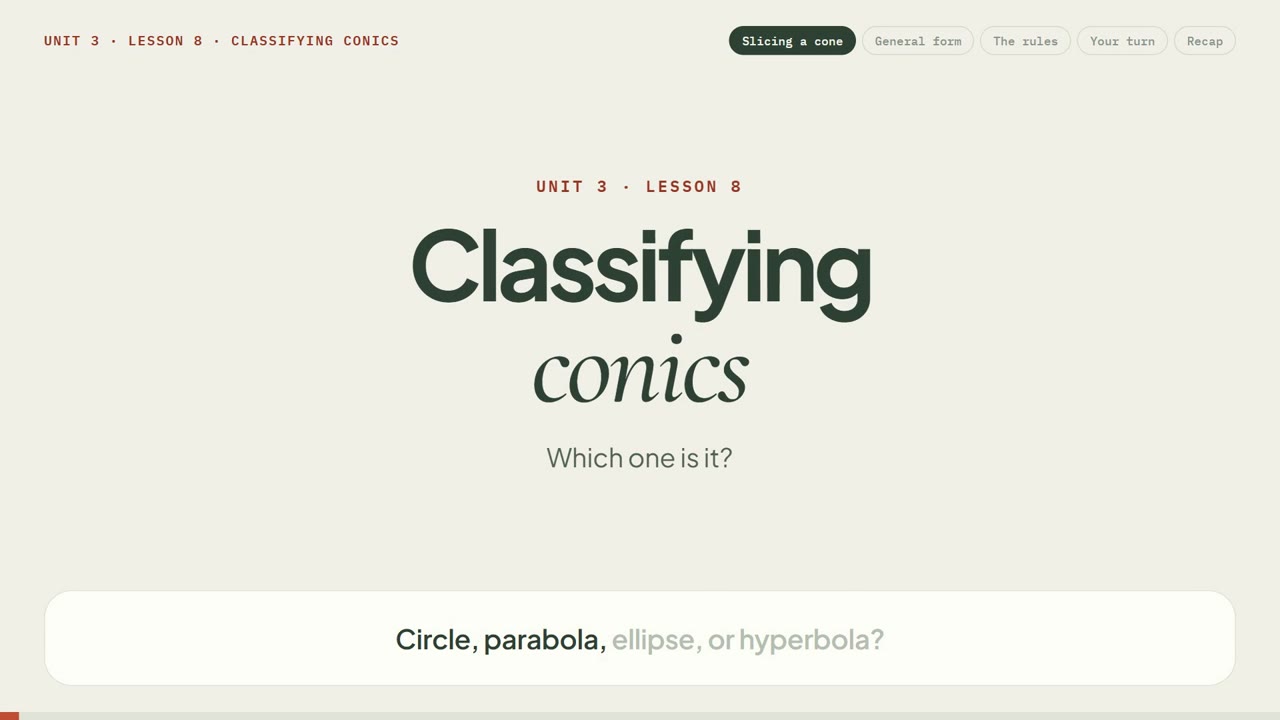 UNIT 3 · LESSON 8 · CLASSIFYING CONICS
Slicing a cone
General form
The rules
Your turn
Recap
UNIT 3 · LESSON 8
Classifying
conics
Which one is it?
Circle, parabola, ellipse, or hyperbola?